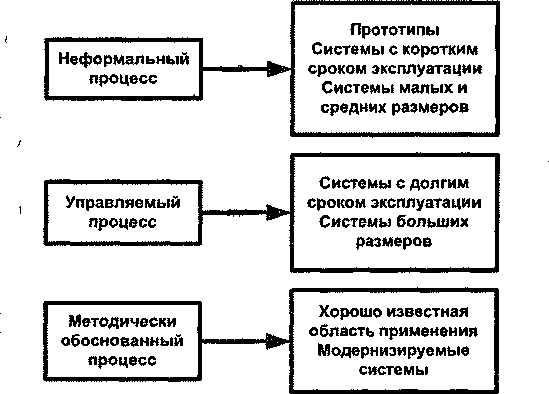 Неформальный
процесс
Прототипы
Системы с коротким
сроком эксплуатации
Системы малых и
средних размеров
Управляемый
процесс
Системы с долгим
сроком эксплуатации
Системы больших
размеров
Методически
обоснованный
процесс
Хорошо известная
область применения
Модернизируемые
системы